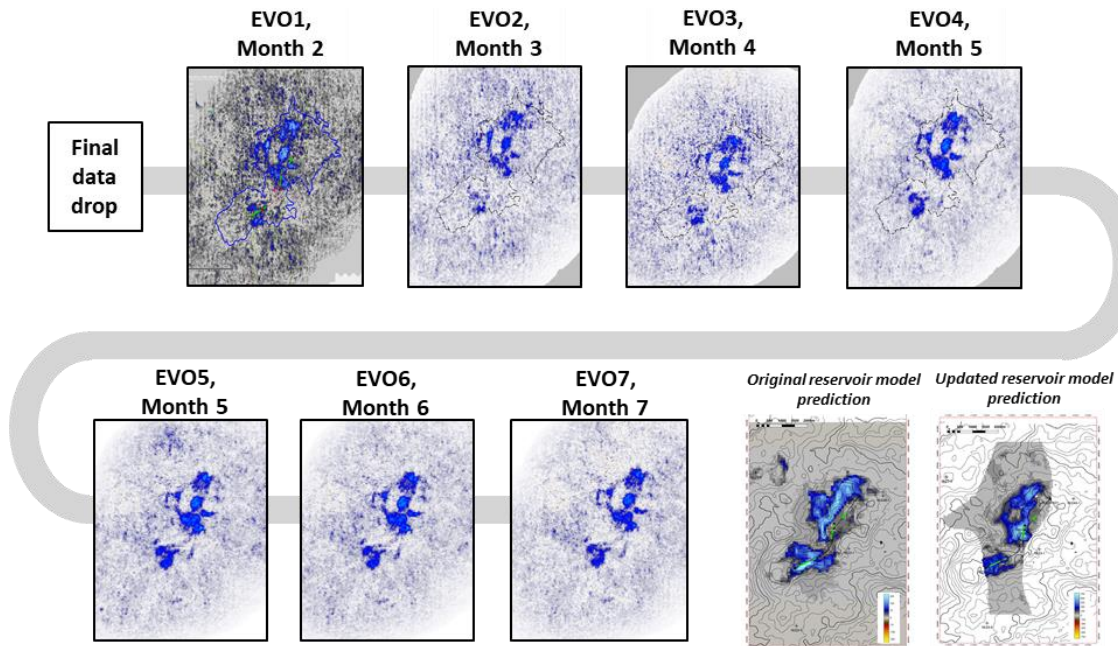 EVO1,
Month 2
EVO2,
Month 3
EVO3,
Month 4
EVO4,
Month 5
Final
data
drop
EVO5,
Month 5
EVO6,
Month 6
EVO7,
Month 7
Original reservoir model
prediction
Updated reservoir model
prediction